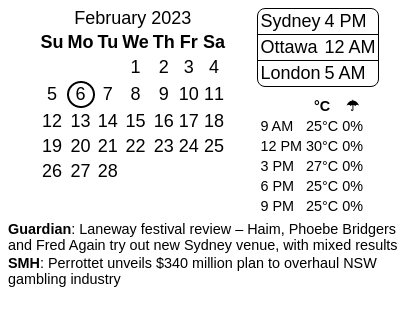 February 2023
Su Mo Tu We Th Fr Sa
1 2 3 4
5 6 7 8 9 10 11
12 13 14 15 16 17 18
19 20 21 22 23 24 25
26 27 28
Sydney 4 PM
Ottawa 12 AM
London 5 AM
°C ☂
9 AM 25°C 0%
12 PM 30°C 0%
3 PM 27°C 0%
6 PM 25°C 0%
9 PM 25°C 0%
Guardian: Laneway festival review – Haim, Phoebe Bridgers
and Fred Again try out new Sydney venue, with mixed results
SMH: Perrottet unveils $340 million plan to overhaul NSW
gambling industry